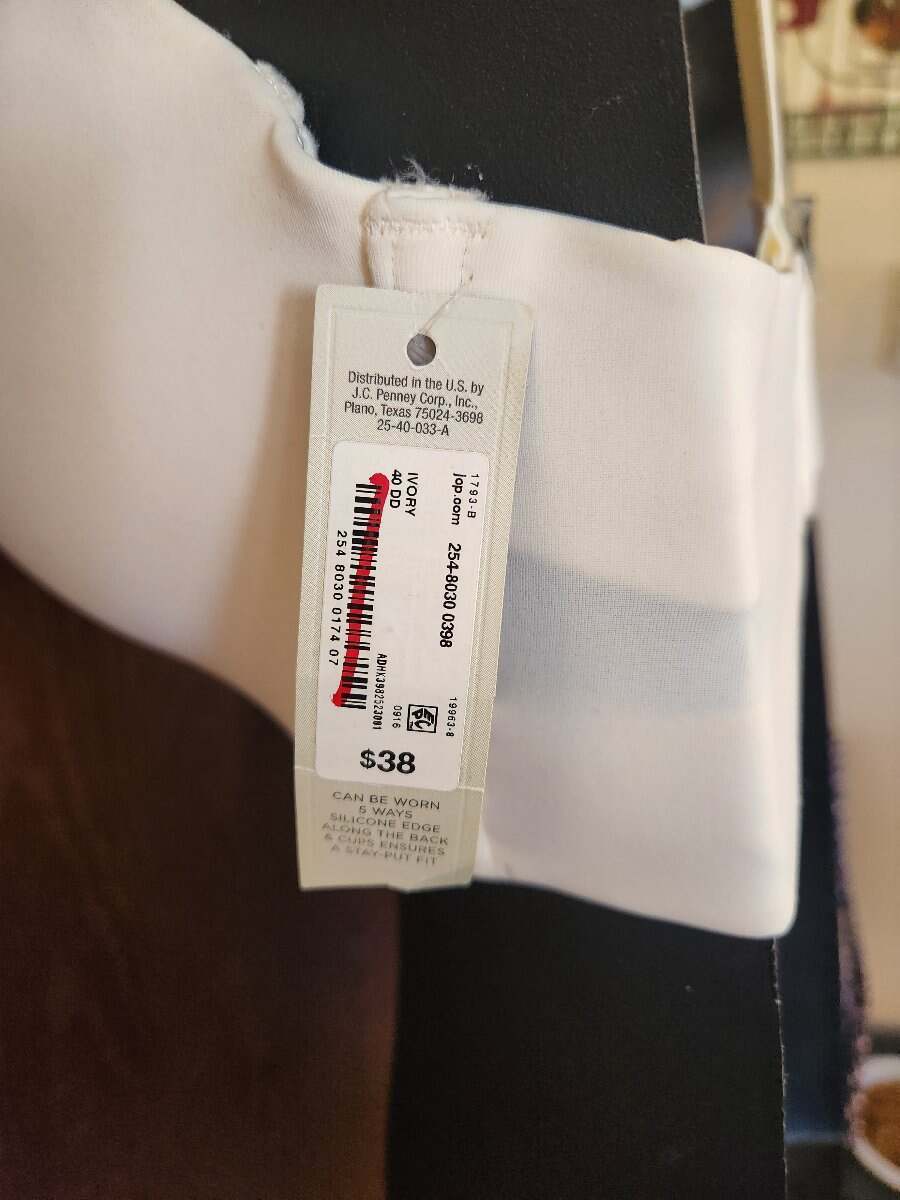 Distributed in the U.S. by
J.C. Penney Corp., Inc.,
Plano, Texas 75024-3698
25-40-033-A
1793-B
jcp.com 254-8030 0398
IVORY
40 DD
254 8030 0174 07
ADHK3982523001
0916
19963-8
$38
CAN BE WORN
5 WAYS
SILICONE EDGE
ALONG THE BACK
& CUPS ENSURES
A STAY-PUT FIT